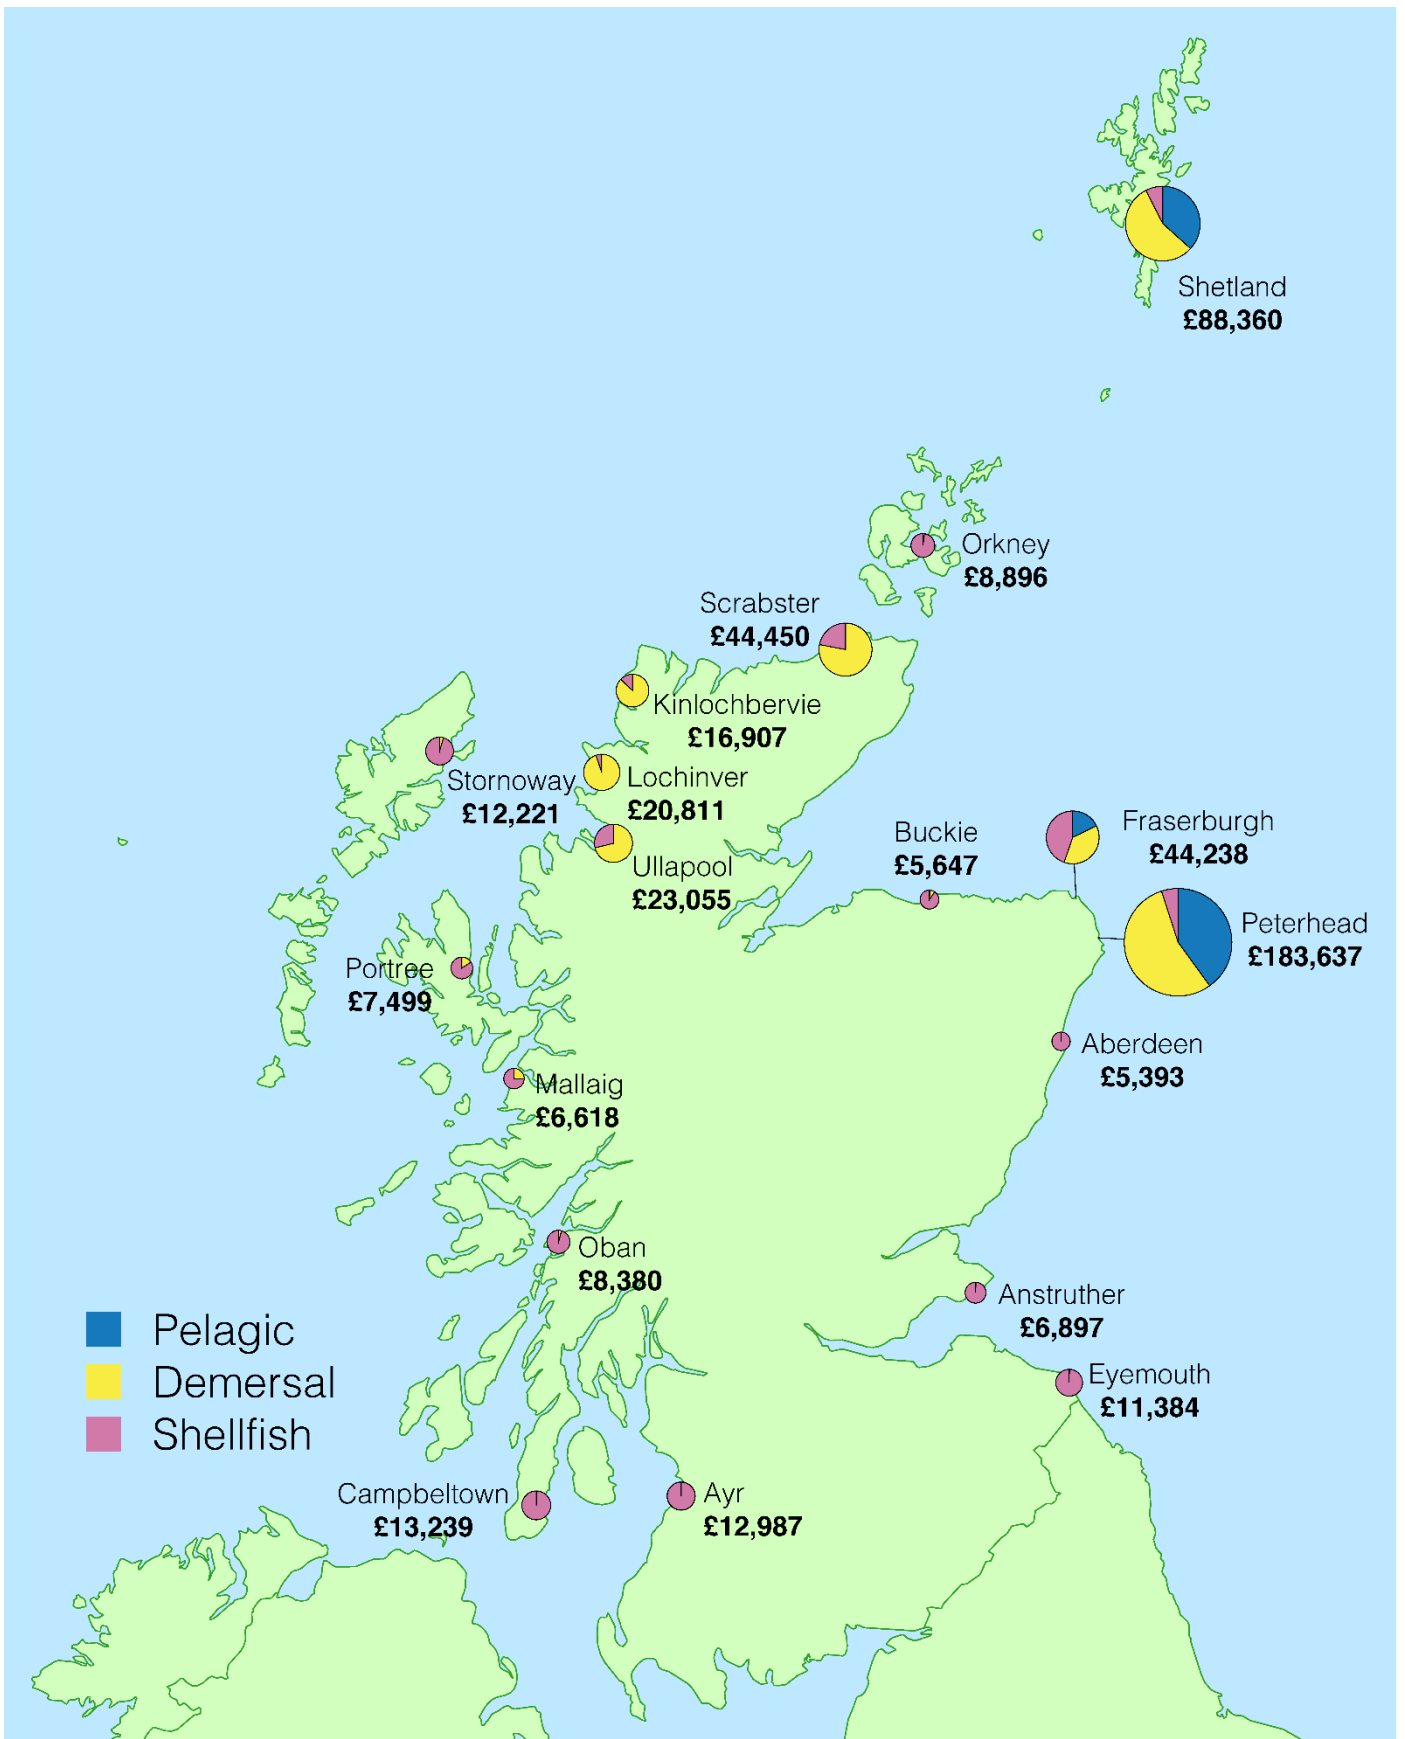 Shetland
£88,360
Orkney
£8,896
Scrabster
£44,450
Kinlochbervie
£16,907
Stornoway
£12,221
Lochinver
£20,811
Ullapool
£23,055
Buckie
£5,647
Fraserburgh
£44,238
Peterhead
£183,637
Portree
£7,499
Aberdeen
£5,393
Mallaig
£6,618
Oban
£8,380
Anstruther
£6,897
Eyemouth
£11,384
Pelagic
Demersal
Shellfish
Campbeltown
£13,239
Ayr
£12,987